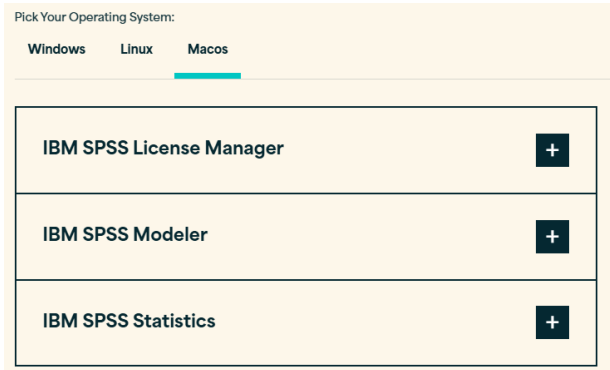 Pick Your Operating System:
Windows Linux Macos
IBM SPSS License Manager
IBM SPSS Modeler
IBM SPSS Statistics